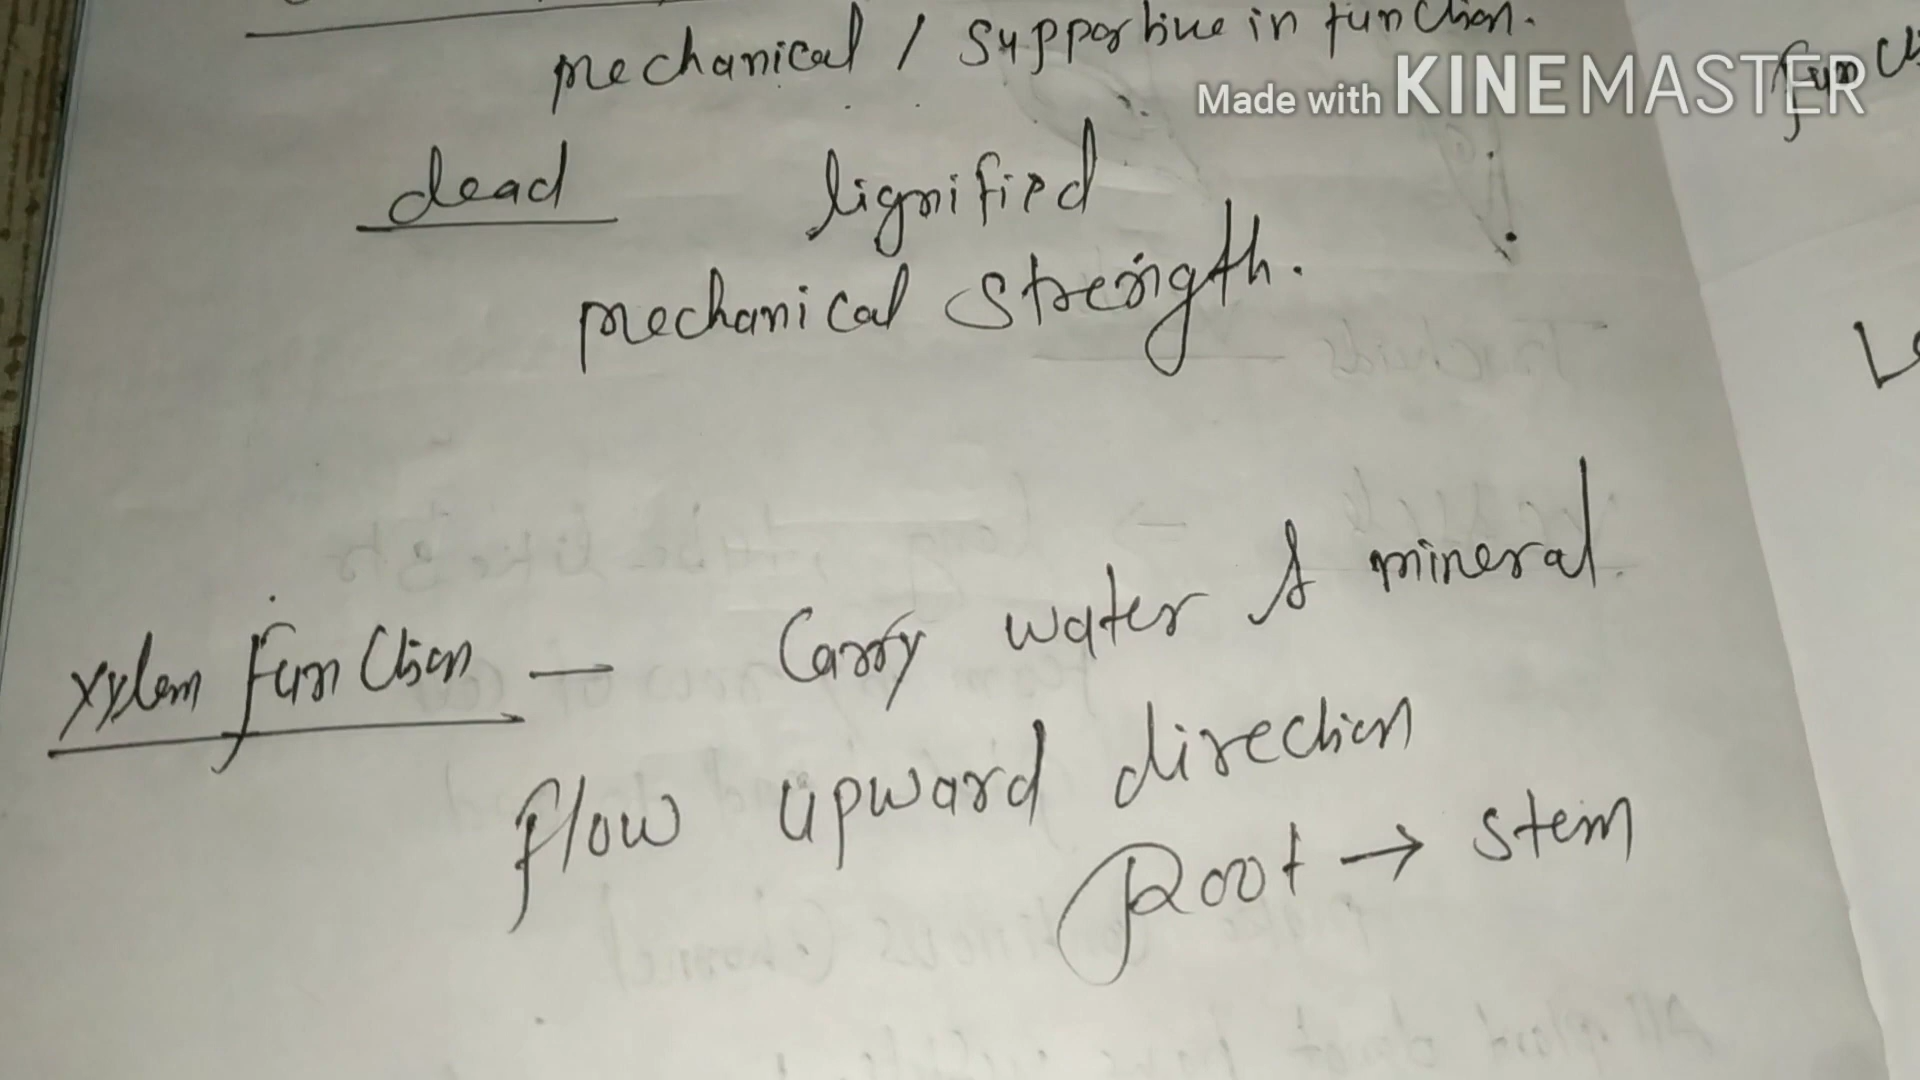 mechanical / supportive in function.
Made with KINEMASTER
dead lignified
mechanical strength.
xylem function — Carry water & mineral
flow upward direction
Root → stem